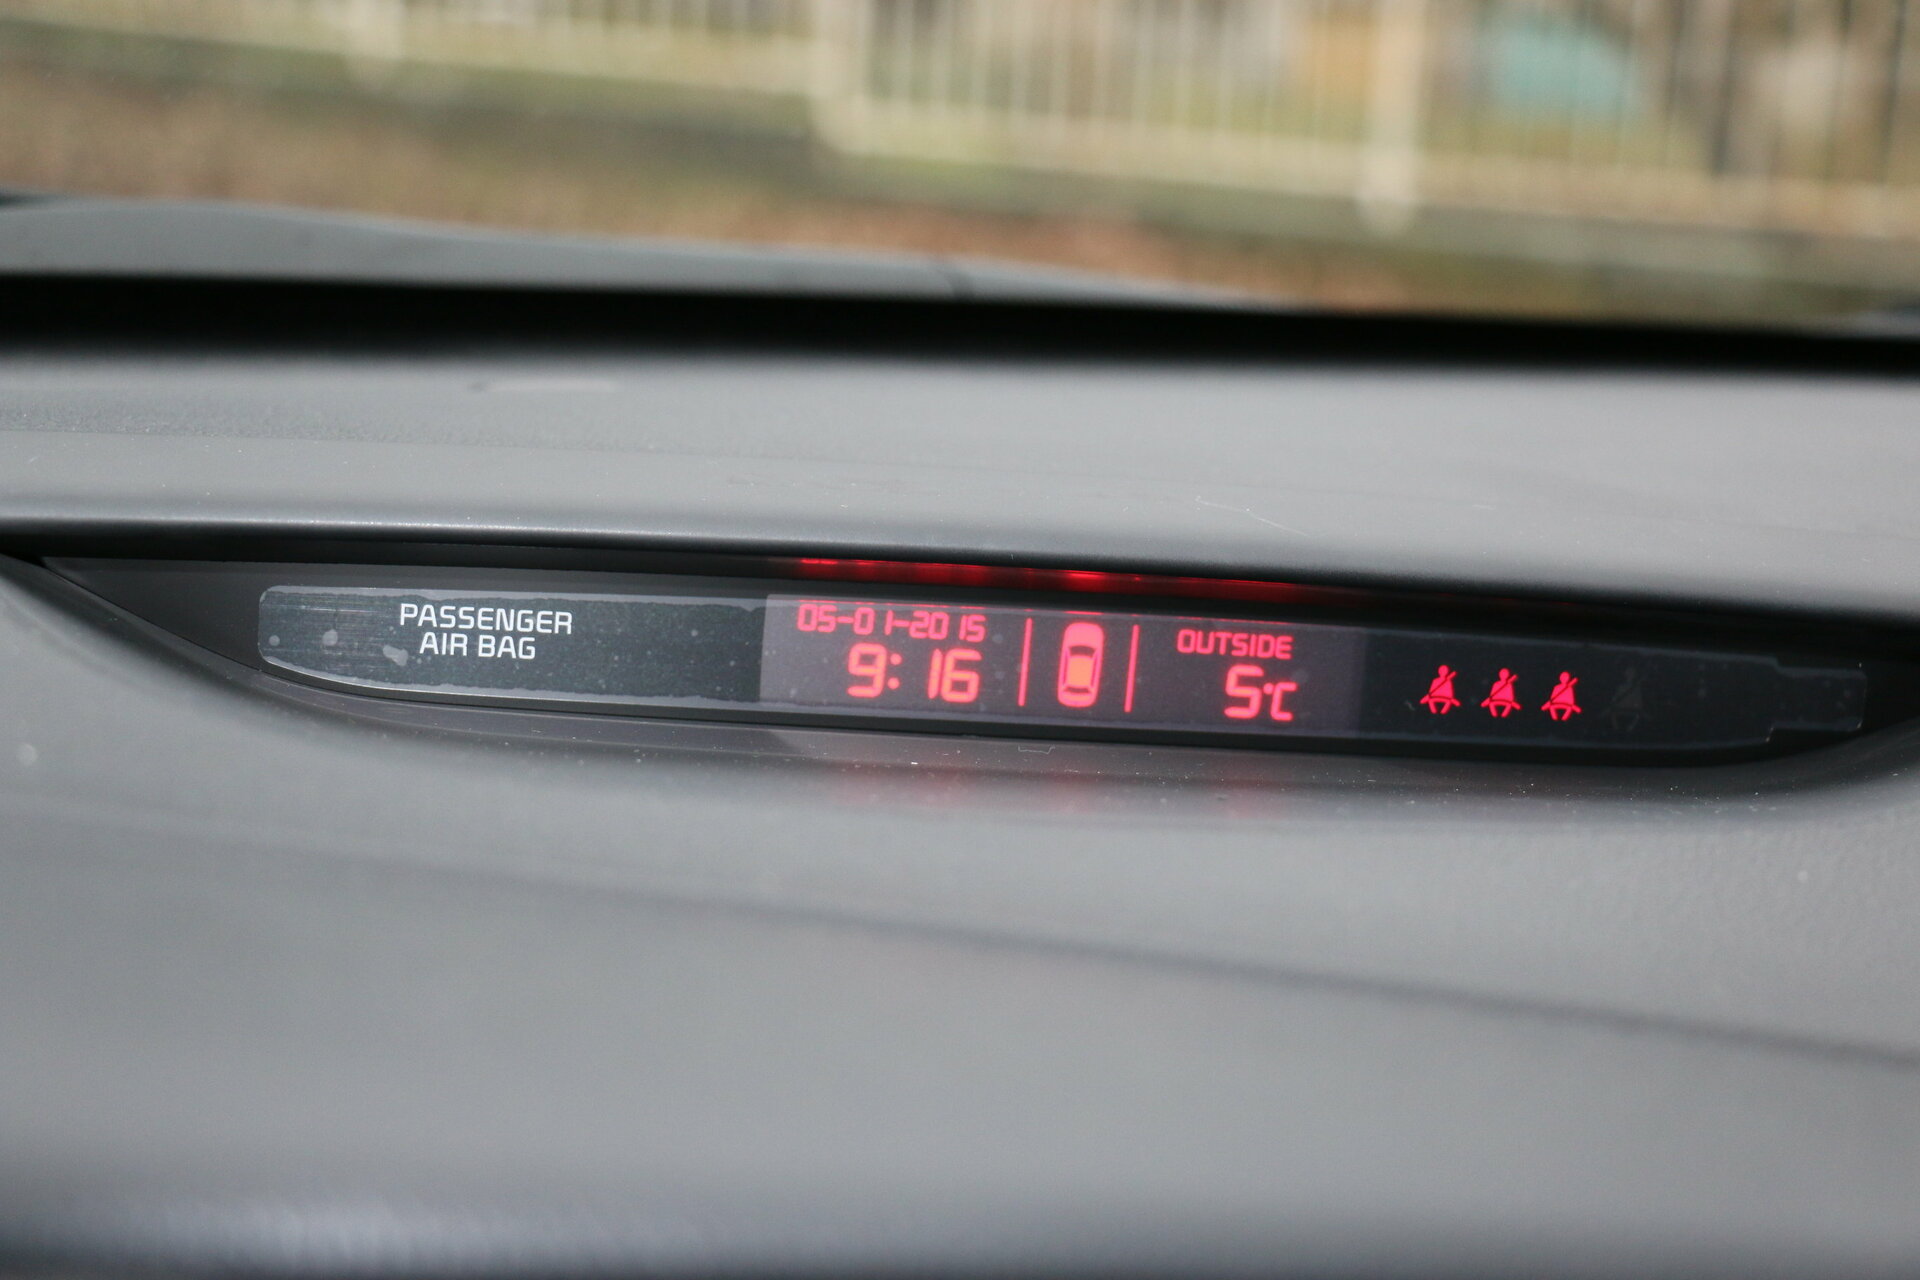 PASSENGER
AIR BAG
05-01-2015
9:16
OUTSIDE
5°C